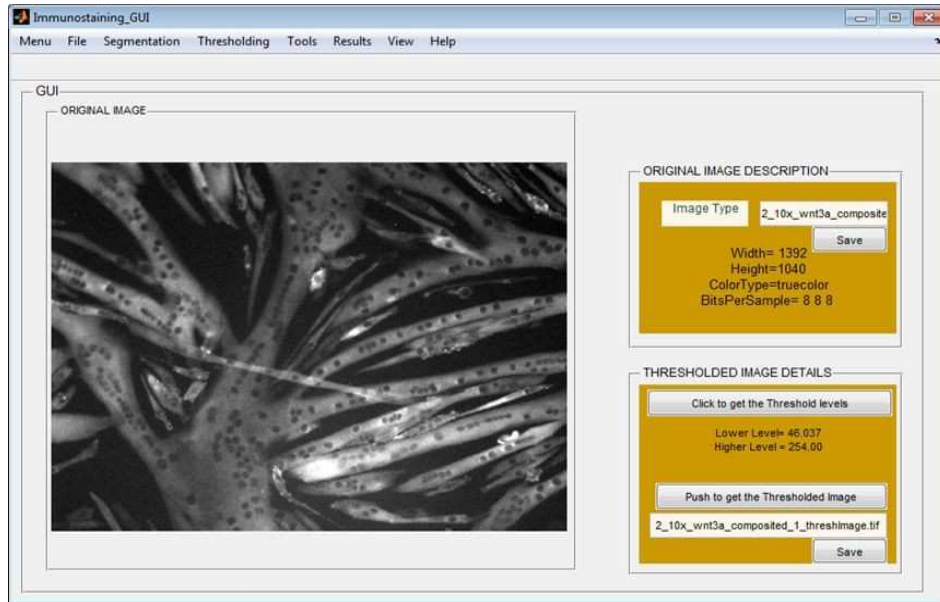 Immunostaining_GUI
Menu File Segmentation Thresholding Tools Results View Help
GUI
ORIGINAL IMAGE
ORIGINAL IMAGE DESCRIPTION
Image Type
2_10x_wnt3a_composite
Save
Width= 1392
Height=1040
ColorType=truecolor
BitsPerSample= 8 8 8
THRESHOLDED IMAGE DETAILS
Click to get the Threshold levels
Lower Level= 46.037
Higher Level = 254.00
Push to get the Thresholded Image
2_10x_wnt3a_composited_1_threshImage.tif
Save